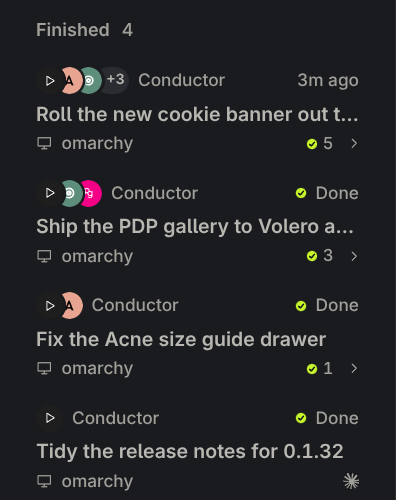 Finished 4
A +3 Conductor 3m ago
Roll the new cookie banner out t…
omarchy 5
Pg Conductor Done
Ship the PDP gallery to Volero a…
omarchy 3
A Conductor Done
Fix the Acne size guide drawer
omarchy 1
Conductor Done
Tidy the release notes for 0.1.32
omarchy